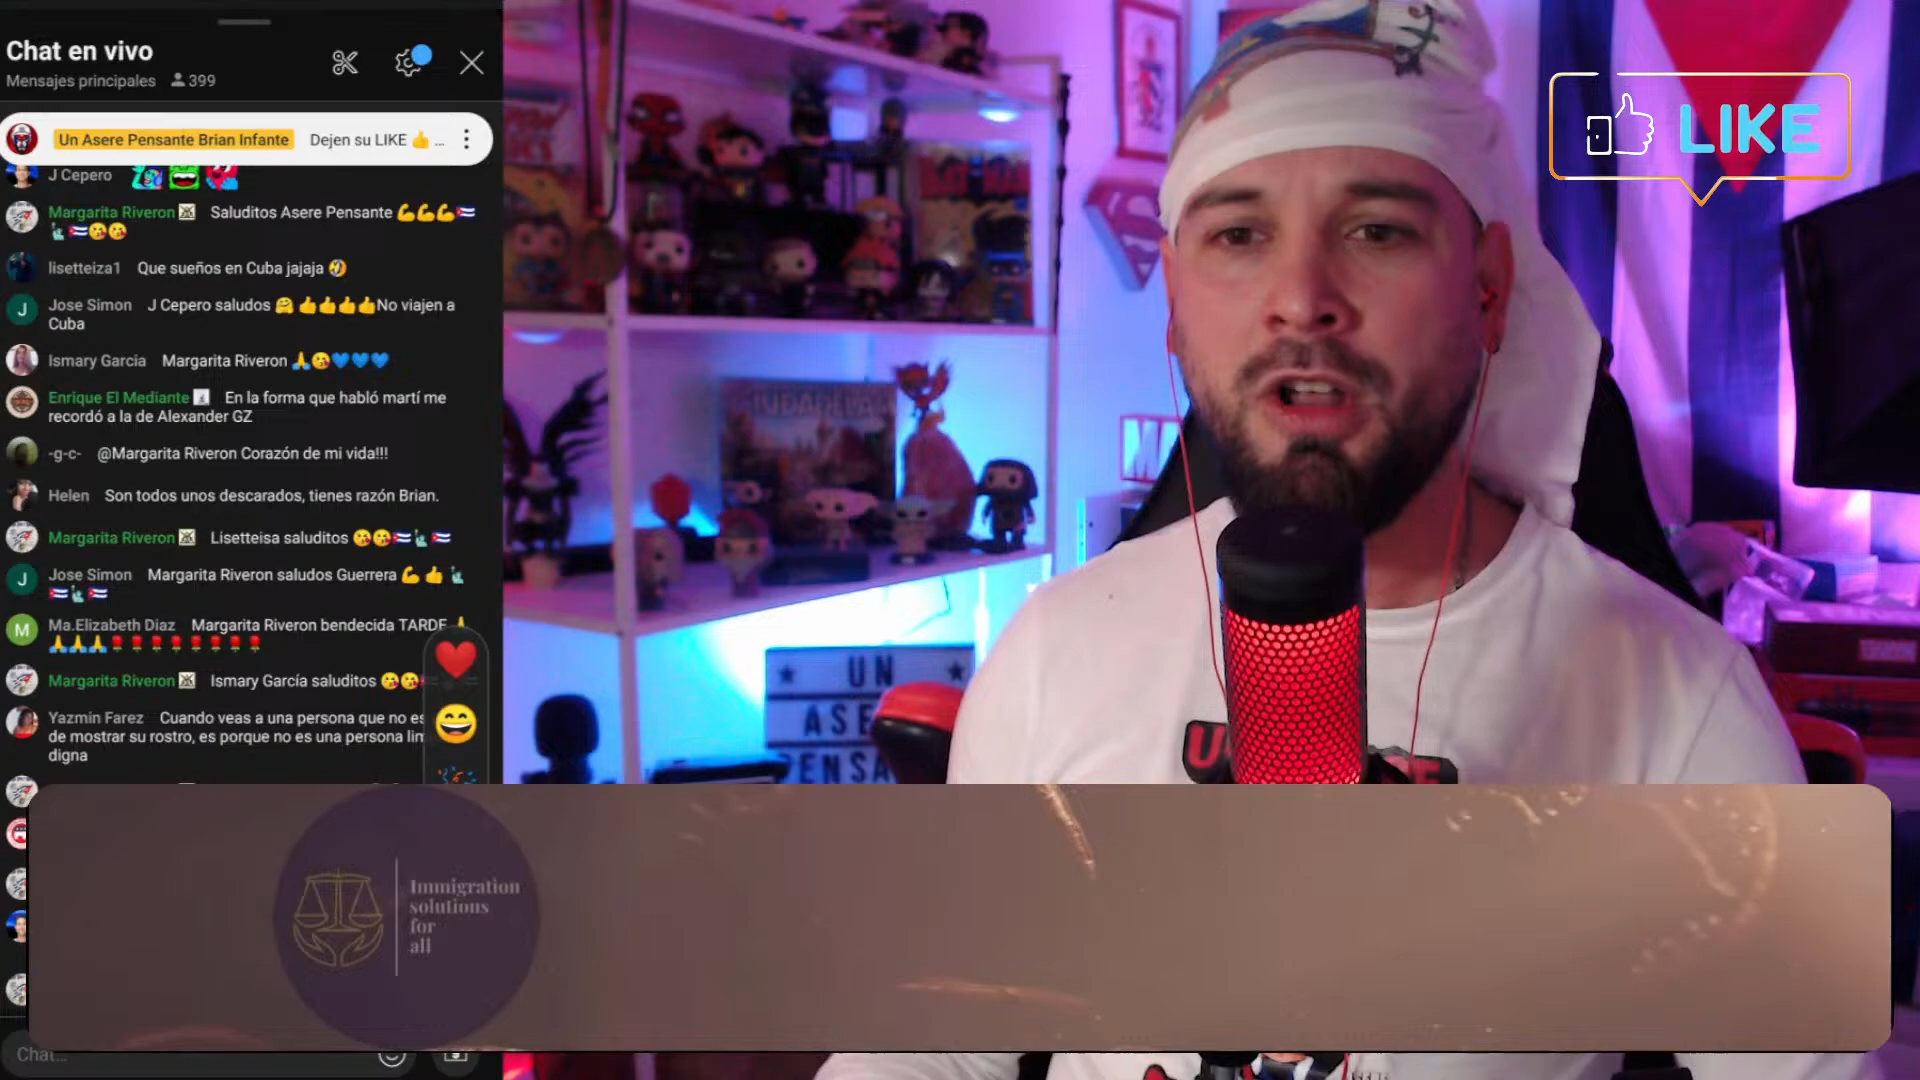 Chat en vivo
Mensajes principales 399
Un Asere Pensante Brian Infante Dejen su LIKE 👍 ...
J Cepero
Margarita Riveron Saluditos Asere Pensante 💪💪💪🇨🇺
🗽🇨🇺😘😘
lisetteiza1 Que sueños en Cuba jajaja 🤣
Jose Simon J Cepero saludos 🤗 👍👍👍👍No viajen a
Cuba
Ismary Garcia Margarita Riveron 🙏😘💙💙💙
Enrique El Mediante En la forma que habló martí me
recordó a la de Alexander GZ
-g-c- @Margarita Riveron Corazón de mi vida!!!
Helen Son todos unos descarados, tienes razón Brian.
Margarita Riveron Lisetteisa saluditos 😘😘🇨🇺🗽🇨🇺
Jose Simon Margarita Riveron saludos Guerrera 💪👍🗽
🇨🇺🗽🇨🇺
Ma.Elizabeth Diaz Margarita Riveron bendecida TARDE 🙏
🙏🙏🙏🌹🌹🌹🌹🌹🌹🌹🌹
Margarita Riveron Ismary García saluditos 😘😘
Yazmin Farez Cuando veas a una persona que no es
de mostrar su rostro, es porque no es una persona lim
digna
Chat...
LIKE
UN
ASE
PENSA
Immigration
solutions
for
all